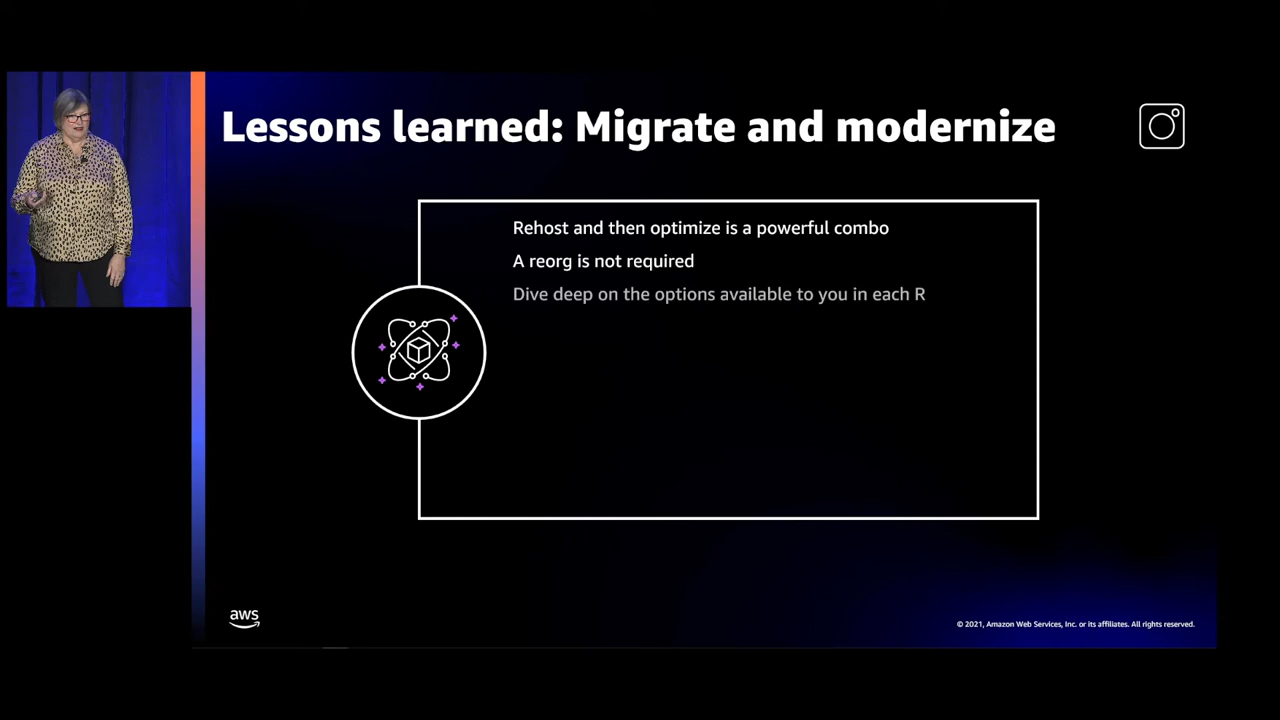 Lessons learned: Migrate and modernize
Rehost and then optimize is a powerful combo
A reorg is not required
Dive deep on the options available to you in each R
aws
© 2021, Amazon Web Services, Inc. or its affiliates. All rights reserved.